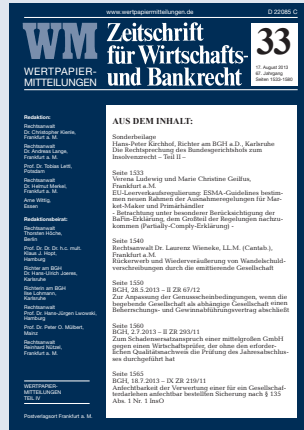 www.wertpapiermitteilungen.de
D 22085 C
WM
WERTPAPIER-
MITTEILUNGEN
Zeitschrift
für Wirtschafts-
und Bankrecht
33
17. August 2013
67. Jahrgang
Seiten 1533-1580
Redaktion:
Rechtsanwalt
Dr. Christopher Kienle,
Frankfurt a.M.
Rechtsanwalt
Dr. Andreas Lange,
Frankfurt a.M.
Prof. Dr. Tobias Lettl,
Potsdam
Rechtsanwalt
Dr. Helmut Merkel,
Frankfurt a.M.
Arne Wittig,
Essen
Redaktionsbeirat:
Rechtsanwalt
Thorsten Höche,
Berlin
Prof. Dr. Dr. Dr. h.c. mult.
Klaus J. Hopt,
Hamburg
Richter am BGH
Dr. Hans-Ulrich Joeres,
Karlsruhe
Richterin am BGH
Ilse Lohmann,
Karlsruhe
Rechtsanwalt
Prof. Dr. Hans-Jürgen Lwowski,
Hamburg
Prof. Dr. Peter O. Mülbert,
Mainz
Rechtsanwalt
Reinhard Nützel,
Frankfurt a.M.
WERTPAPIER-
MITTEILUNGEN
TEIL IV
Postverlagsort Frankfurt a. M.
AUS DEM INHALT:
Sonderbeilage
Hans-Peter Kirchhof, Richter am BGH a.D., Karlsruhe
Die Rechtsprechung des Bundesgerichtshofs zum
Insolvenzrecht – Teil II –
Seite 1533
Verena Ludwig und Marie Christine Geilfus,
Frankfurt a.M.
EU-Leerverkaufsregulierung: ESMA-Guidelines bestim-
men neuen Rahmen der Ausnahmeregelungen für Mar-
ket-Maker und Primärhändler
- Betrachtung unter besonderer Berücksichtigung der
BaFin-Erklärung, dem Großteil der Regelungen nachzu-
kommen (Partially-Comply-Erklärung) -
Seite 1540
Rechtsanwalt Dr. Laurenz Wieneke, LL.M. (Cantab.),
Frankfurt a.M.
Rückerwerb und Wiederveräußerung von Wandelschuld-
verschreibungen durch die emittierende Gesellschaft
Seite 1550
BGH, 28.5.2013 – II ZR 67/12
Zur Anpassung der Genussscheinbedingungen, wenn die
begebende Gesellschaft als abhängige Gesellschaft einen
Beherrschungs- und Gewinnabführungsvertrag abschließt
Seite 1560
BGH, 2.7.2013 – II ZR 293/11
Zum Schadensersatzanspruch einer mittelgroßen GmbH
gegen einen Wirtschaftsprüfer, der ohne den erforder-
lichen Qualitätsnachweis die Prüfung des Jahresabschlus-
ses durchgeführt hat
Seite 1565
BGH, 18.7.2013 – IX ZR 219/11
Anfechtbarkeit der Verwertung einer für ein Gesellschaf-
terdarlehen anfechtbar bestellten Sicherung nach § 135
Abs. 1 Nr. 1 InsO